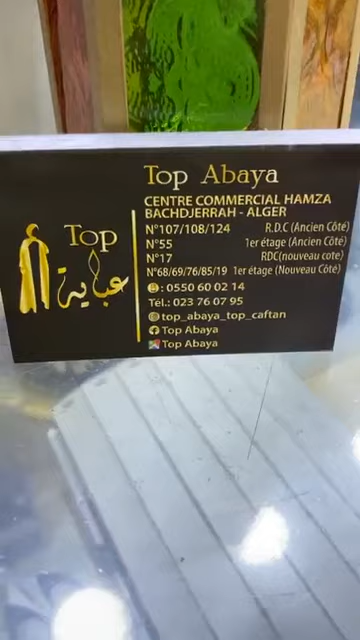 Top Abaya
CENTRE COMMERCIAL HAMZA
BACHDJERRAH - ALGER
N°107/108/124 R.D.C (Ancien Côté)
N°55 1er étage (Ancien Côté)
N°17 RDC(nouveau cote)
N°68/69/76/85/19 1er étage (Nouveau Côté)
: 0550 60 02 14
Tél.: 023 76 07 95
top_abaya_top_caftan
Top Abaya
Top Abaya
Top
عباية